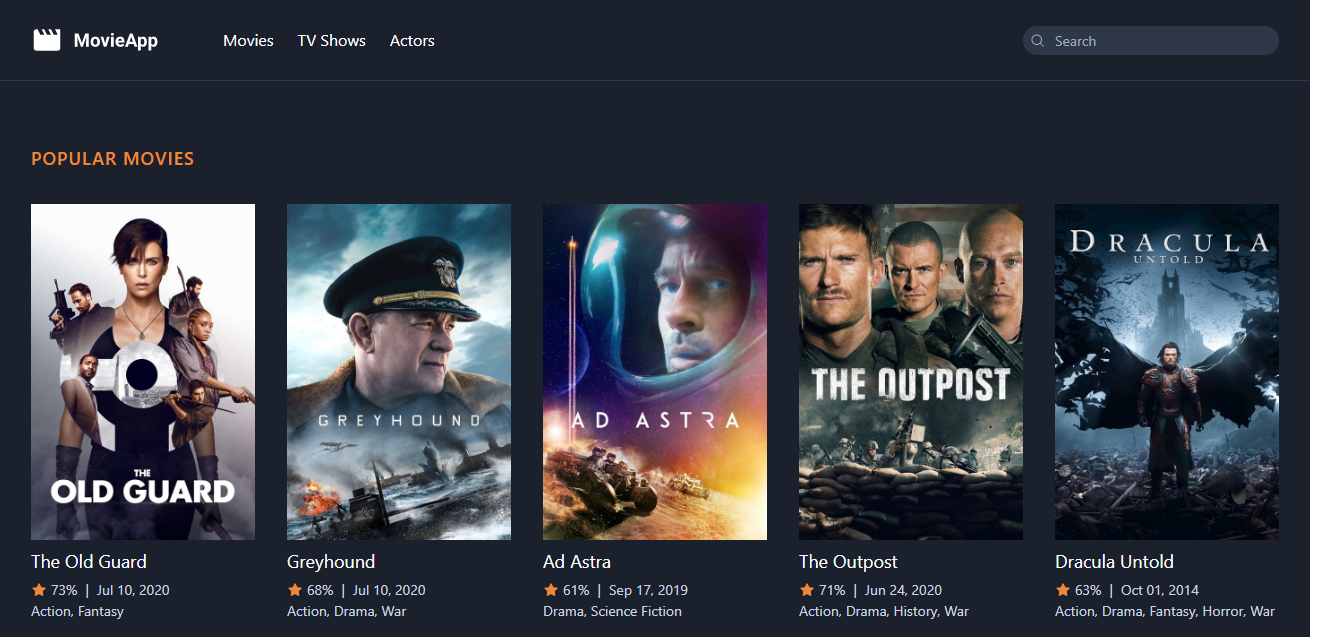 MovieApp
Movies TV Shows Actors
Search
POPULAR MOVIES
THE
OLD GUARD
GREYHOUND
AD ASTRA
THE OUTPOST
DRACULA
UNTOLD
The Old Guard
73% | Jul 10, 2020
Action, Fantasy
Greyhound
68% | Jul 10, 2020
Action, Drama, War
Ad Astra
61% | Sep 17, 2019
Drama, Science Fiction
The Outpost
71% | Jun 24, 2020
Action, Drama, History, War
Dracula Untold
63% | Oct 01, 2014
Action, Drama, Fantasy, Horror, War